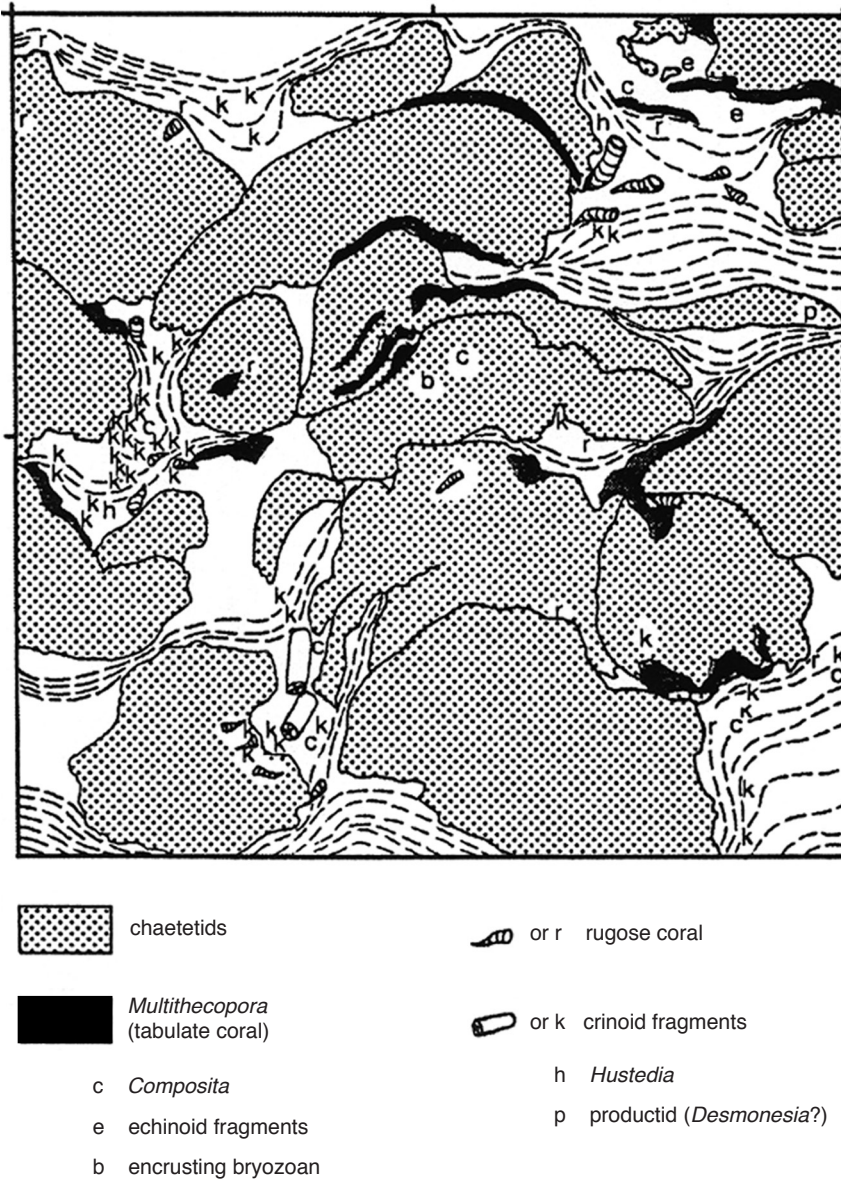 e
k k c
r r e
k h r
k k
p
k k
k c
r b
k
k k k
k k c k r
k k k k k k
k k k k
k k k k
k h
k
k
k r
c k
r k
k c
k
k k k r c
k k c
k
k
chaetetids
or r rugose coral
Multithecopora
(tabulate coral)
or k crinoid fragments
c Composita
h Hustedia
e echinoid fragments
p productid (Desmonesia?)
b encrusting bryozoan